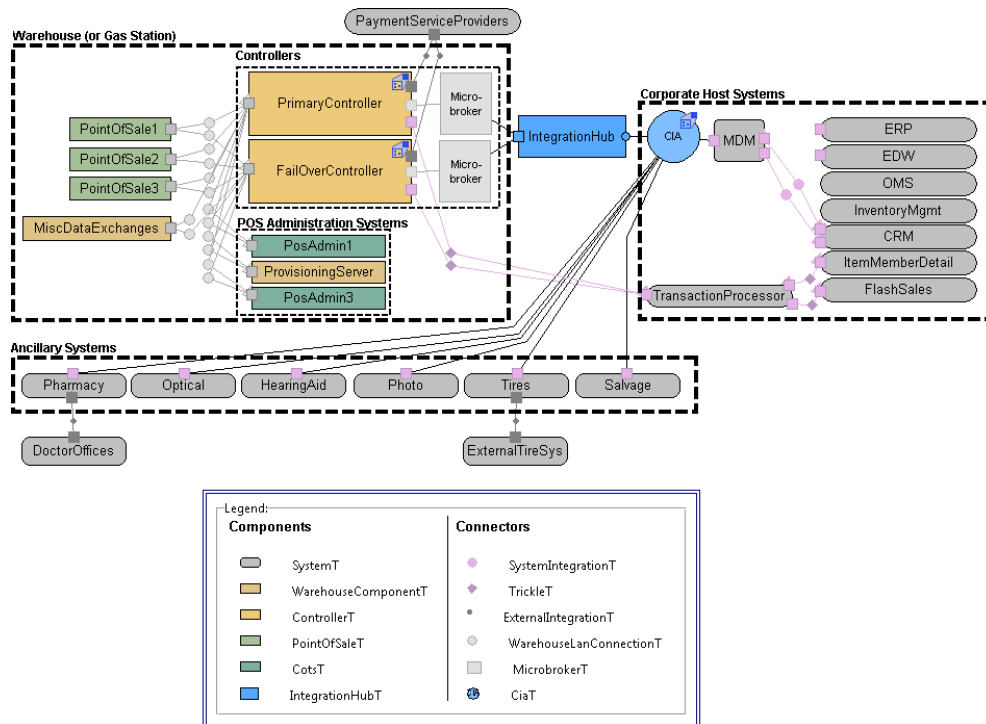 PaymentServiceProviders
Warehouse (or Gas Station)
Controllers
PrimaryController
Micro-
broker
FailOverController
Micro-
broker
PointOfSale1
PointOfSale2
PointOfSale3
MiscDataExchanges
POS Administration Systems
PosAdmin1
ProvisioningServer
PosAdmin3
IntegrationHub
Corporate Host Systems
CIA
MDM
ERP
EDW
OMS
InventoryMgmt
CRM
ItemMemberDetail
FlashSales
TransactionProcessor
Ancillary Systems
Pharmacy
Optical
HearingAid
Photo
Tires
Salvage
DoctorOffices
ExternalTireSys
Legend:
Components
SystemT
WarehouseComponentT
ControllerT
PointOfSaleT
CotsT
IntegrationHubT
Connectors
SystemIntegrationT
TrickleT
ExternalIntegrationT
WarehouseLanConnectionT
MicrobrokerT
CiaT